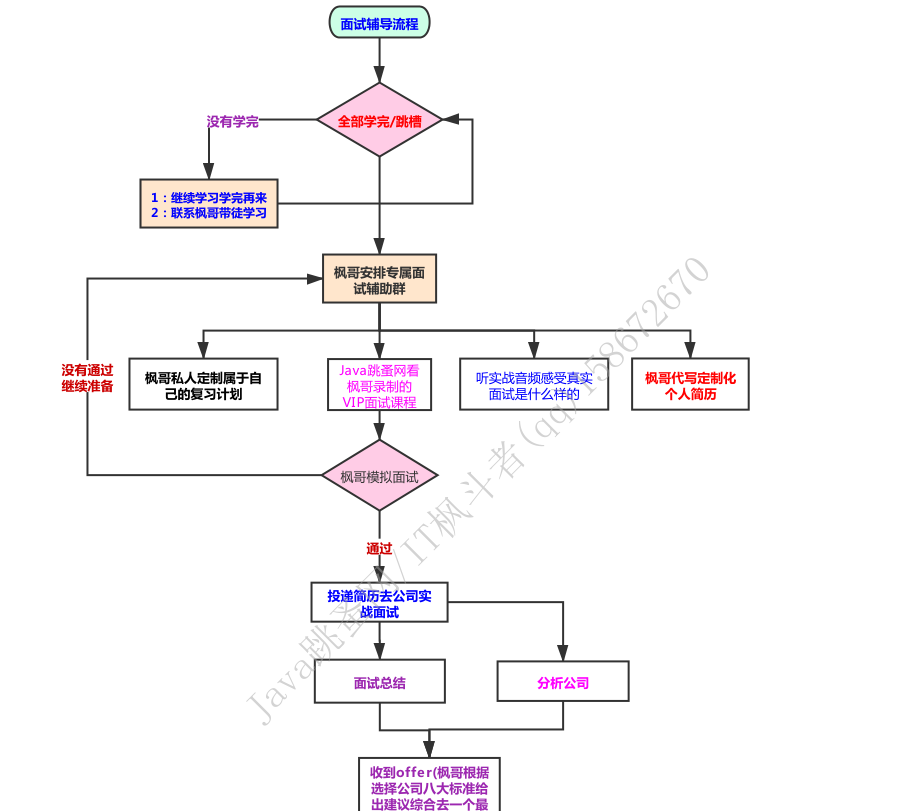 面试辅导流程
全部学完/跳槽
没有学完
1：继续学习学完再来
2：联系枫哥带徒学习
枫哥安排专属面
试辅助群
没有通过
继续准备
枫哥私人定制属于自
己的复习计划
Java跳蚤网看
枫哥录制的
VIP面试课程
听实战音频感受真实
面试是什么样的
枫哥代写定制化
个人简历
枫哥模拟面试
通过
投递简历去公司实
战面试
面试总结
分析公司
收到offer(枫哥根据
选择公司八大标准给
出建议综合去一个最
Java跳蚤网/IT枫斗者(qq:158672670